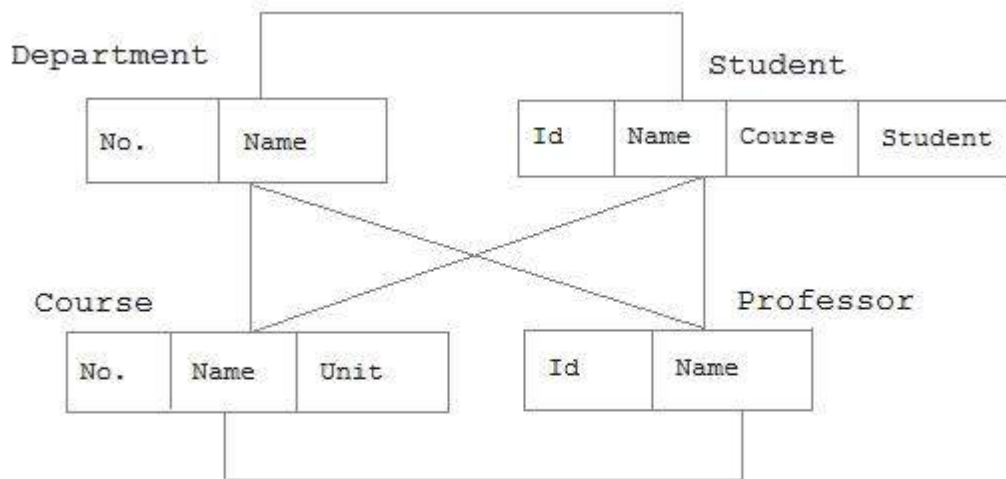 Department
Student
No. Name
Id Name Course Student
Course
Professor
No. Name Unit
Id Name